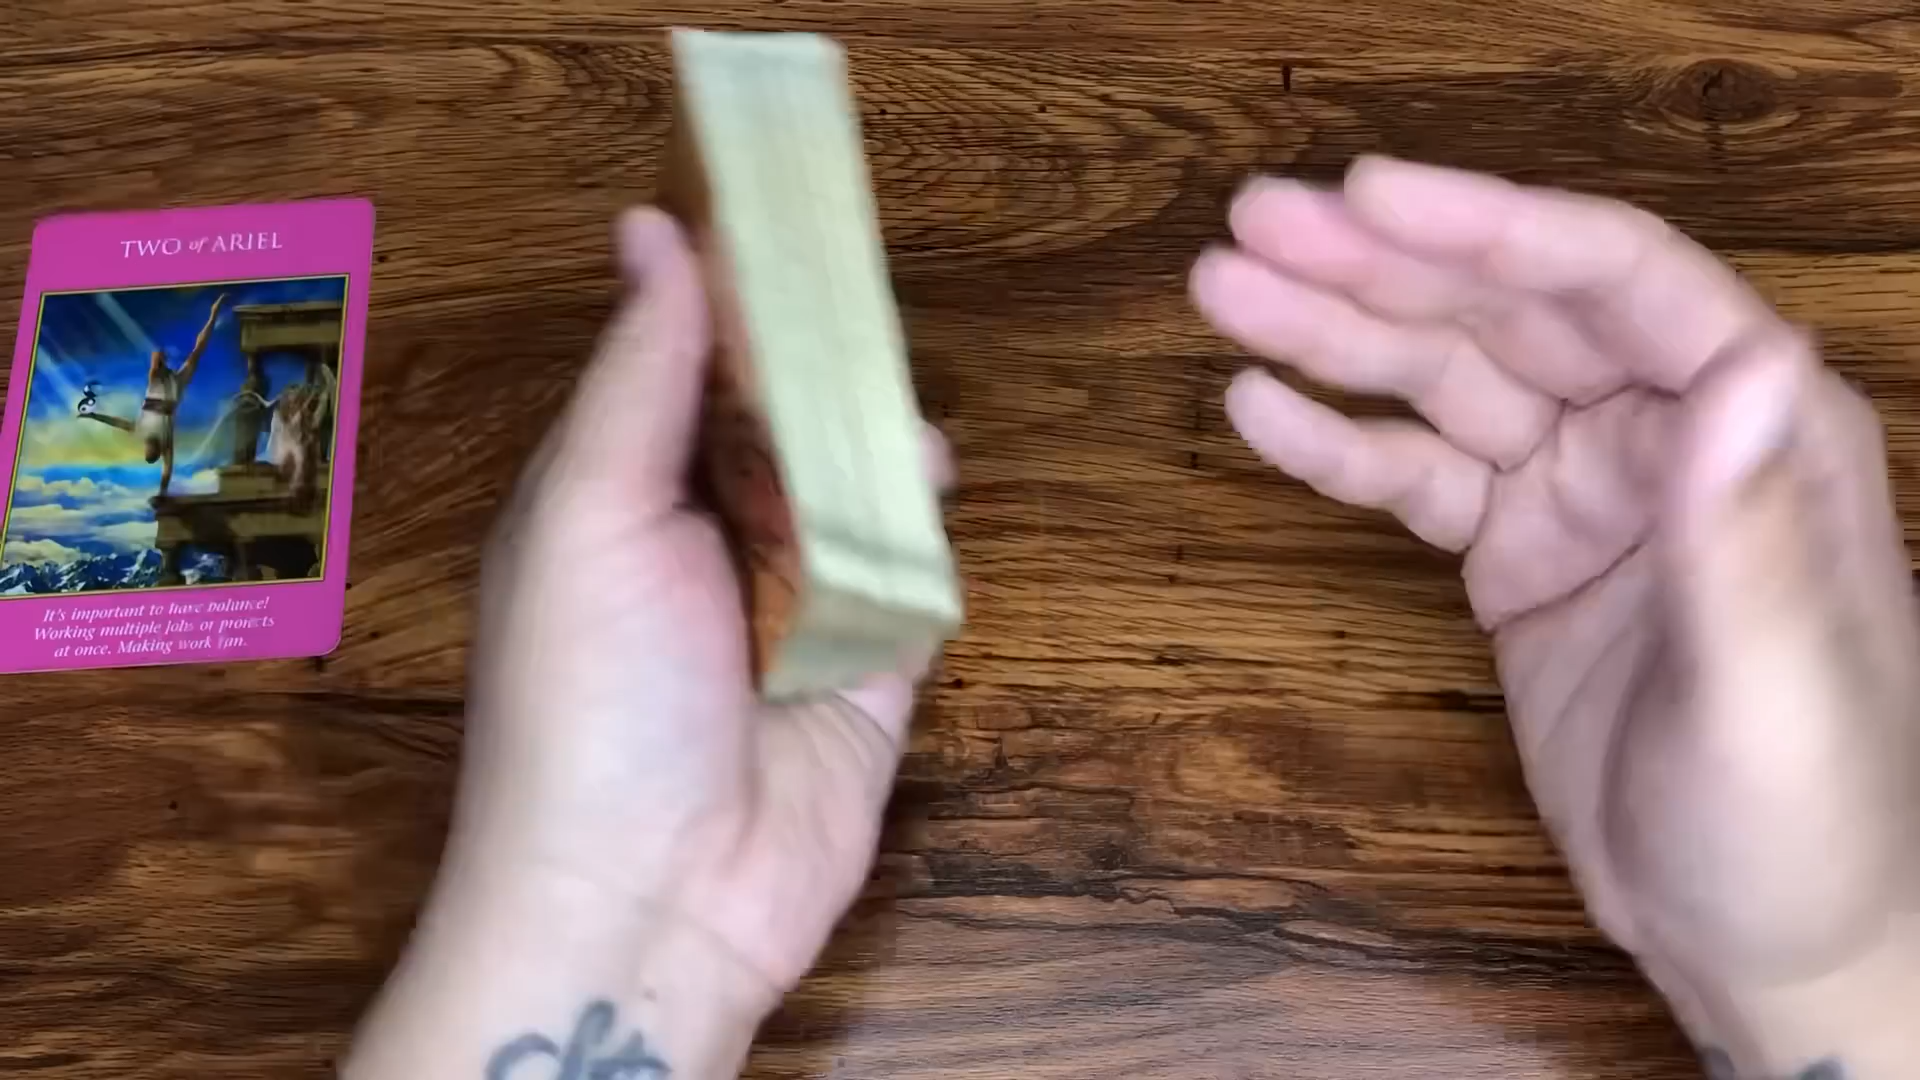 TWO of ARIEL
It's important to have balance!
Working multiple jobs or projects
at once. Making work fun.